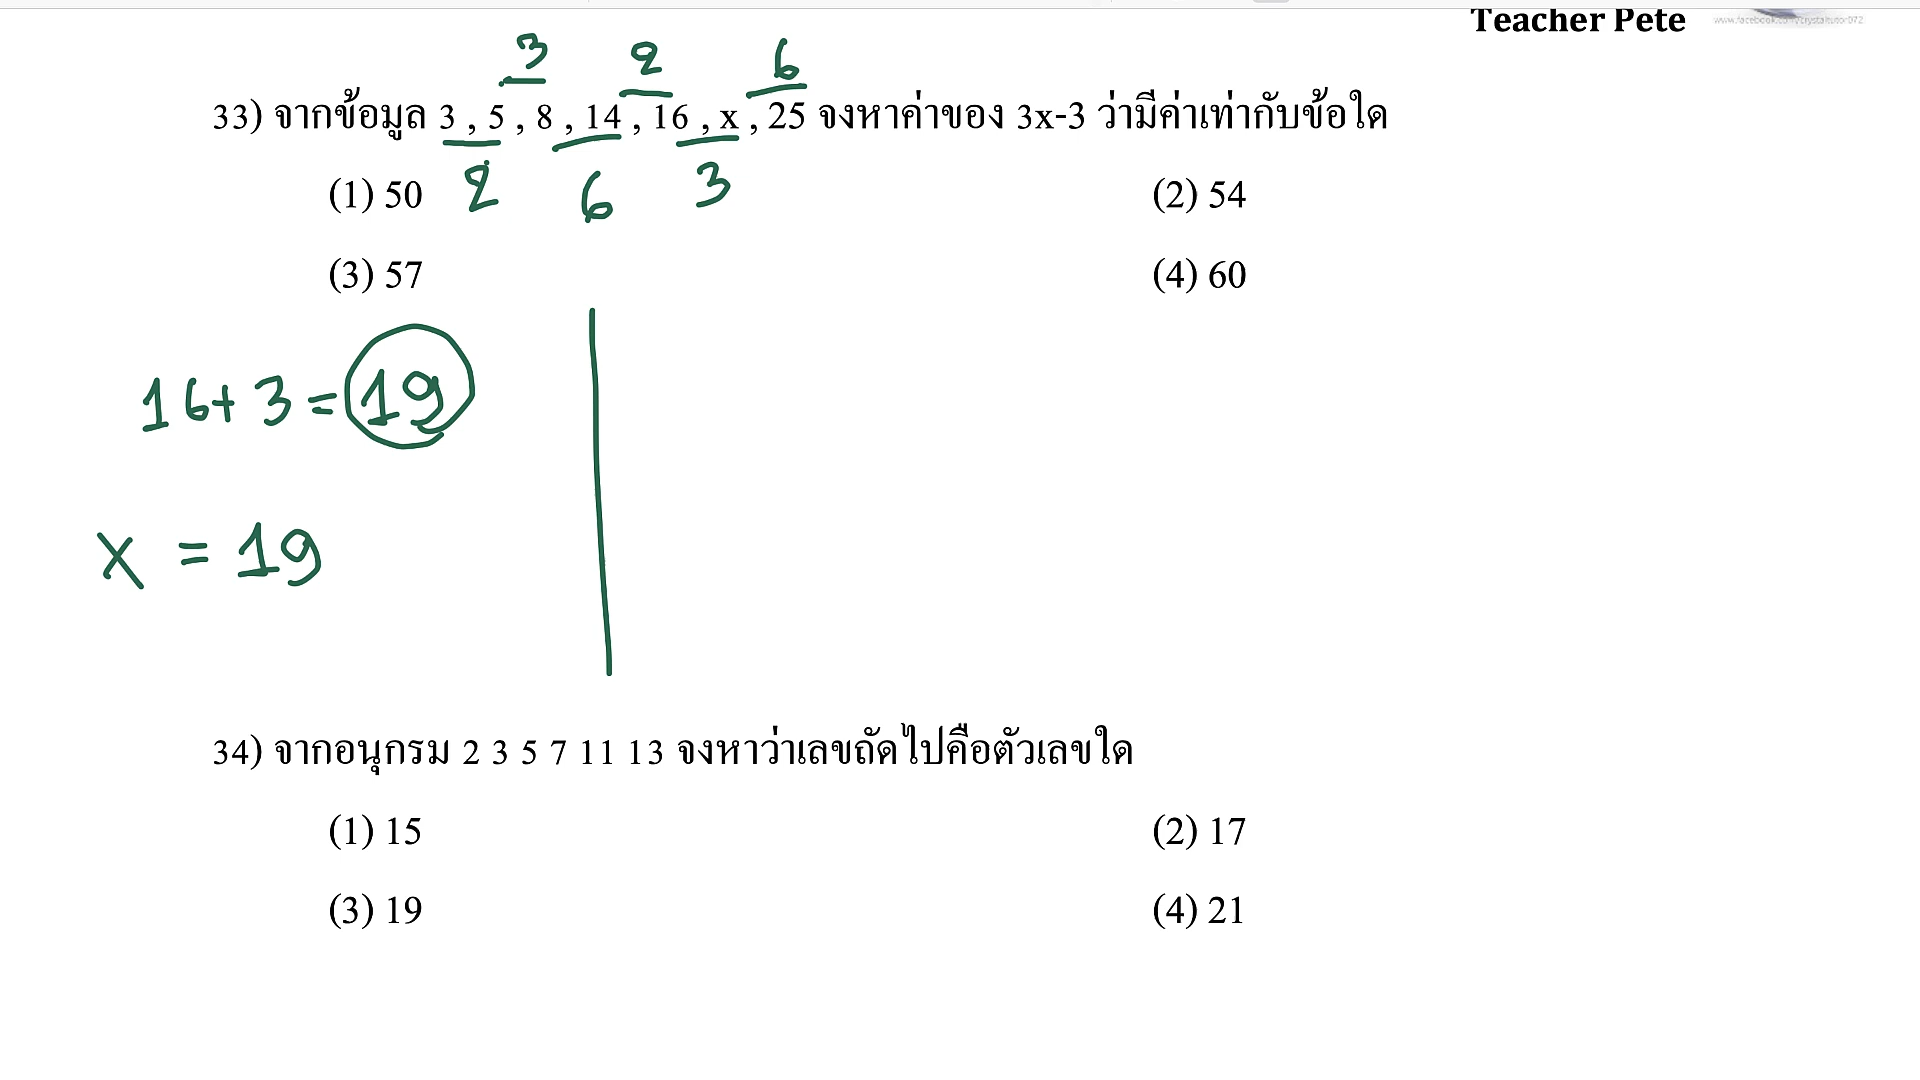 Teacher Pete
www.facebook.com/crystaltutor072
3 2 6
33) จากข้อมูล 3 , 5 , 8 , 14 , 16 , x , 25 จงหาค่าของ 3x-3 ว่ามีค่าเท่ากับข้อใด
2 6 3
(1) 50 (2) 54
(3) 57 (4) 60
16+3=19
x = 19
34) จากอนุกรม 2 3 5 7 11 13 จงหาว่าเลขถัดไปคือตัวเลขใด
(1) 15 (2) 17
(3) 19 (4) 21